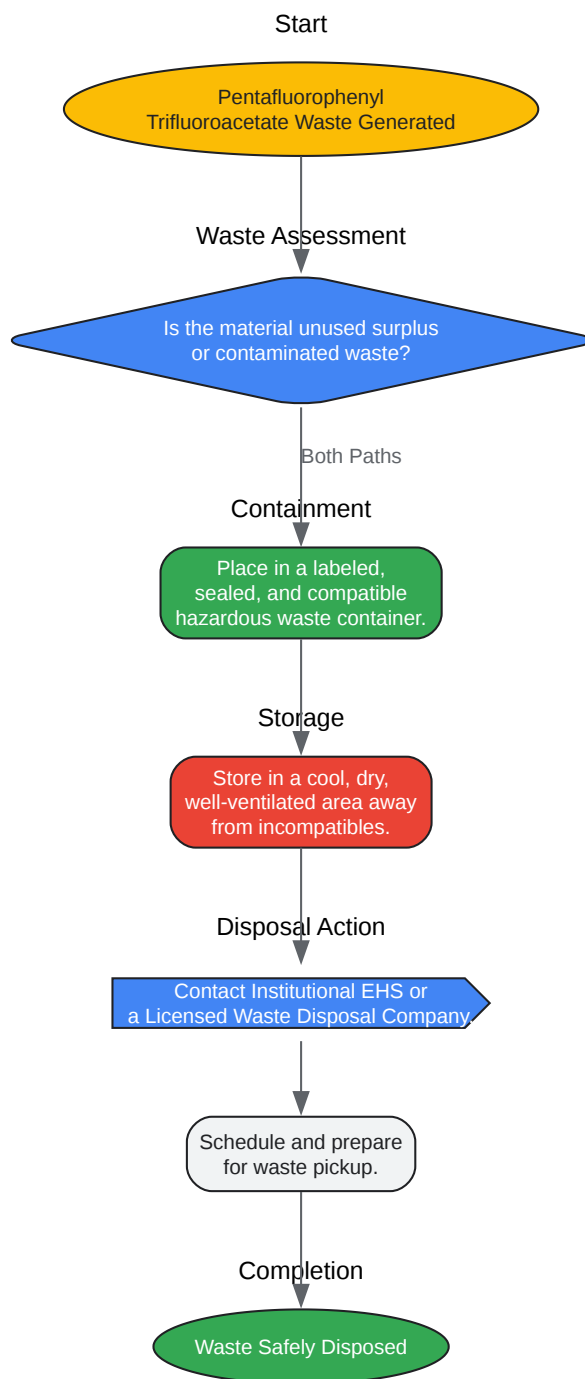 Start
Pentafluorophenyl
Trifluoroacetate Waste Generated
Waste Assessment
Is the material unused surplus
or contaminated waste?
Both Paths
Containment
Place in a labeled,
sealed, and compatible
hazardous waste container.
Storage
Store in a cool, dry,
well-ventilated area away
from incompatibles.
Disposal Action
Contact Institutional EHS or
a Licensed Waste Disposal Company.
Schedule and prepare
for waste pickup.
Completion
Waste Safely Disposed